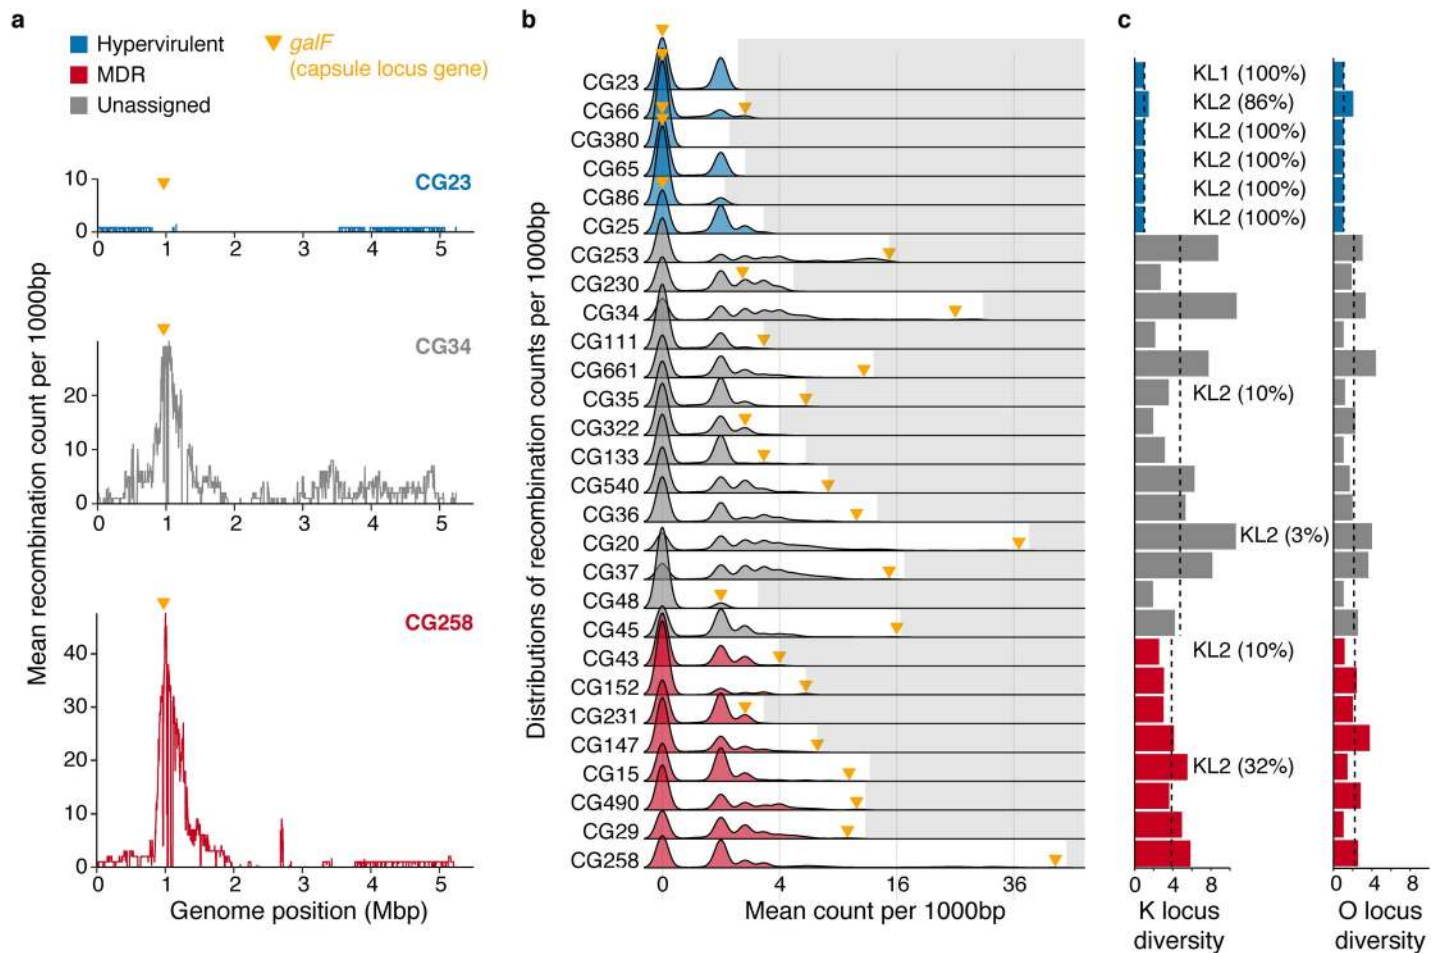 a
Hypervirulent
MDR
Unassigned
galF
(capsule locus gene)
Mean recombination count per 1000bp
10
0
CG23
0 1 2 3 4 5
20
10
0
CG34
0 1 2 3 4 5
40
30
20
10
0
CG258
0 1 2 3 4 5
Genome position (Mbp)
b
Distributions of recombination counts per 1000bp
CG23
CG66
CG380
CG65
CG86
CG25
CG253
CG230
CG34
CG111
CG661
CG35
CG322
CG133
CG540
CG36
CG20
CG37
CG48
CG45
CG43
CG152
CG231
CG147
CG15
CG490
CG29
CG258
0 4 16 36
Mean count per 1000bp
c
KL1 (100%)
KL2 (86%)
KL2 (100%)
KL2 (100%)
KL2 (100%)
KL2 (100%)
KL2 (10%)
KL2 (3%)
KL2 (10%)
KL2 (32%)
0 4 8
K locus
diversity
0 4 8
O locus
diversity